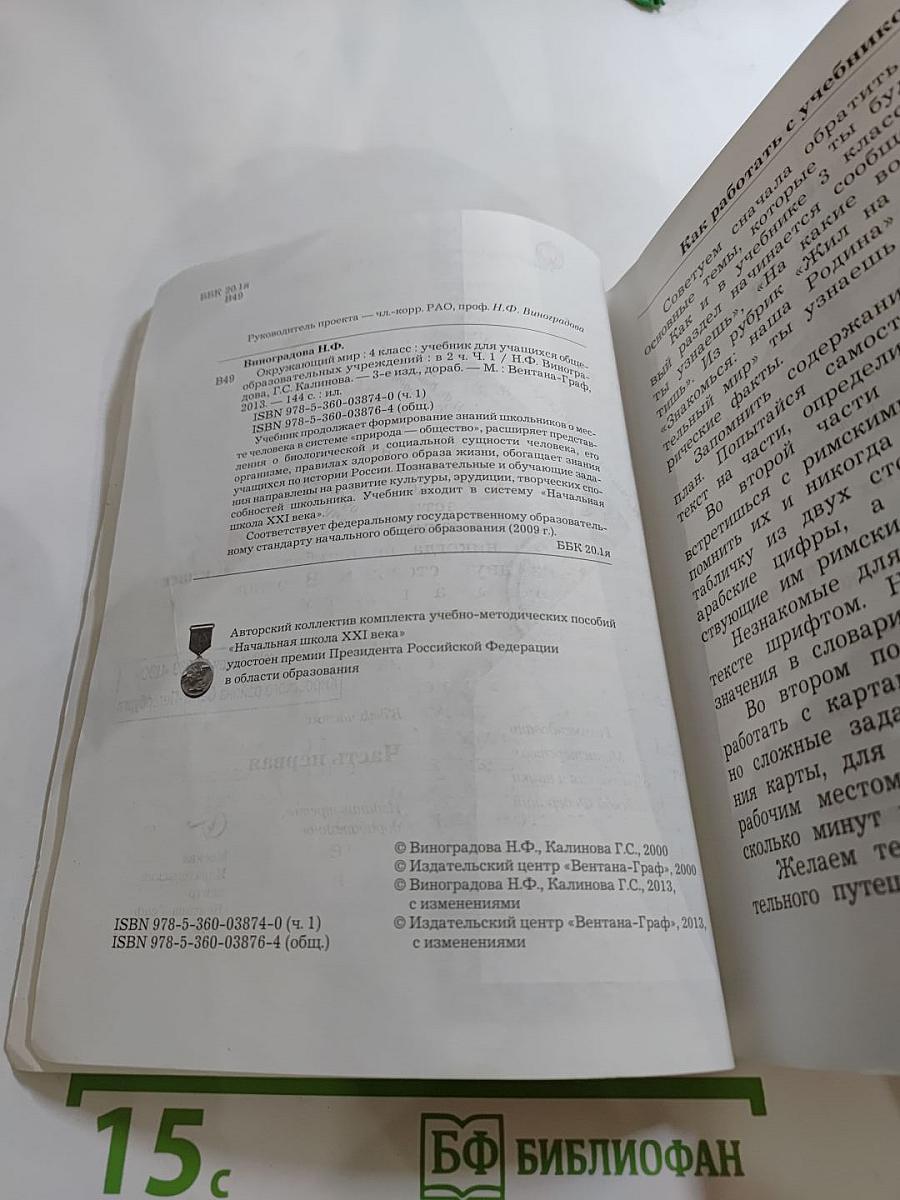 ББК 20.1я
В49
Руководитель проекта — чл.-корр. РАО, проф. Н.Ф. Виноградова
Виноградова Н.Ф.
В49 Окружающий мир : 4 класс : учебник для учащихся обще-
образовательных учреждений : в 2 ч. Ч. 1 / Н.Ф. Виногра-
дова, Г.С. Калинова. — 3-е изд., дораб. — М. : Вентана-Граф,
2013. — 144 с. : ил.
ISBN 978-5-360-03874-0 (ч. 1)
ISBN 978-5-360-03876-4 (общ.)
Учебник продолжает формирование знаний школьников о мес-
те человека в системе «природа — общество», расширяет представ-
ления о биологической и социальной сущности человека, его
организме, правилах здорового образа жизни, обогащает знания
учащихся по истории России. Познавательные и обучающие зада-
ния направлены на развитие культуры, эрудиции, творческих спо-
собностей школьника. Учебник входит в систему «Начальная
школа XXI века».
Соответствует федеральному государственному образователь-
ному стандарту начального общего образования (2009 г.).
ББК 20.1я
Авторский коллектив комплекта учебно-методических пособий
«Начальная школа XXI века»
удостоен премии Президента Российской Федерации
в области образования
© Виноградова Н.Ф., Калинова Г.С., 2000
© Издательский центр «Вентана-Граф», 2000
© Виноградова Н.Ф., Калинова Г.С., 2013,
с изменениями
© Издательский центр «Вентана-Граф», 2013,
с изменениями
ISBN 978-5-360-03874-0 (ч. 1)
ISBN 978-5-360-03876-4 (общ.)
Как работать с учебнико
Советуем сначала обратить
основные темы, которые ты бу
Как и в учебнике 3 класс
вый раздел начинается сообщ
ты узнаешь», «На какие во
тишь». Из рубрик «Жил на
«Знакомься: наша Родина»
тельный мир» ты узнаешь
рические факты.
Запомнить содержани
план. Попытайся самост
текст на части, определи
Во второй части
встретишься с римскими
помнить их и никогда
табличку из двух сто
арабские цифры, а
ствующие им римски
Незнакомые для
тексте шрифтом.
значения в словари
Во втором по
работать с карта
но сложные зада
ния карты, для
рабочим местом
сколько минут
Желаем те
тельного путеш
15 с
БФ БИБЛИОФАН